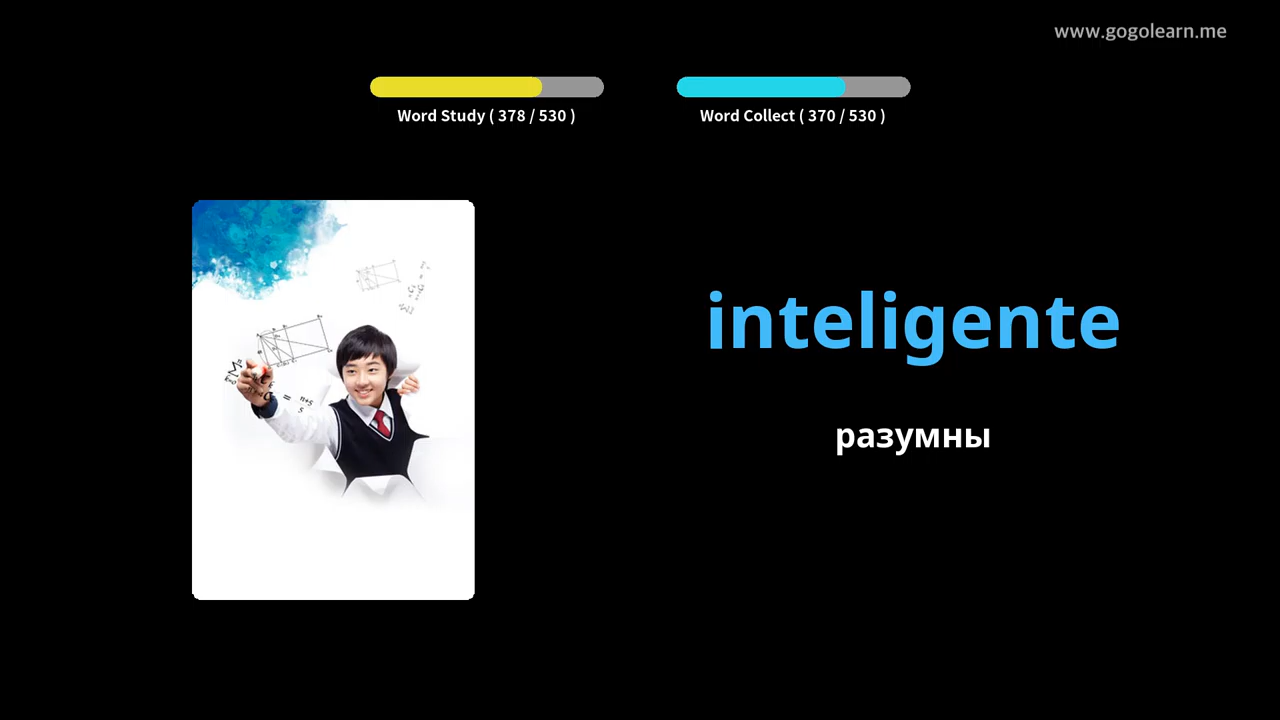 www.gogolearn.me
Word Study ( 378 / 530 )
Word Collect ( 370 / 530 )
inteligente
разумны